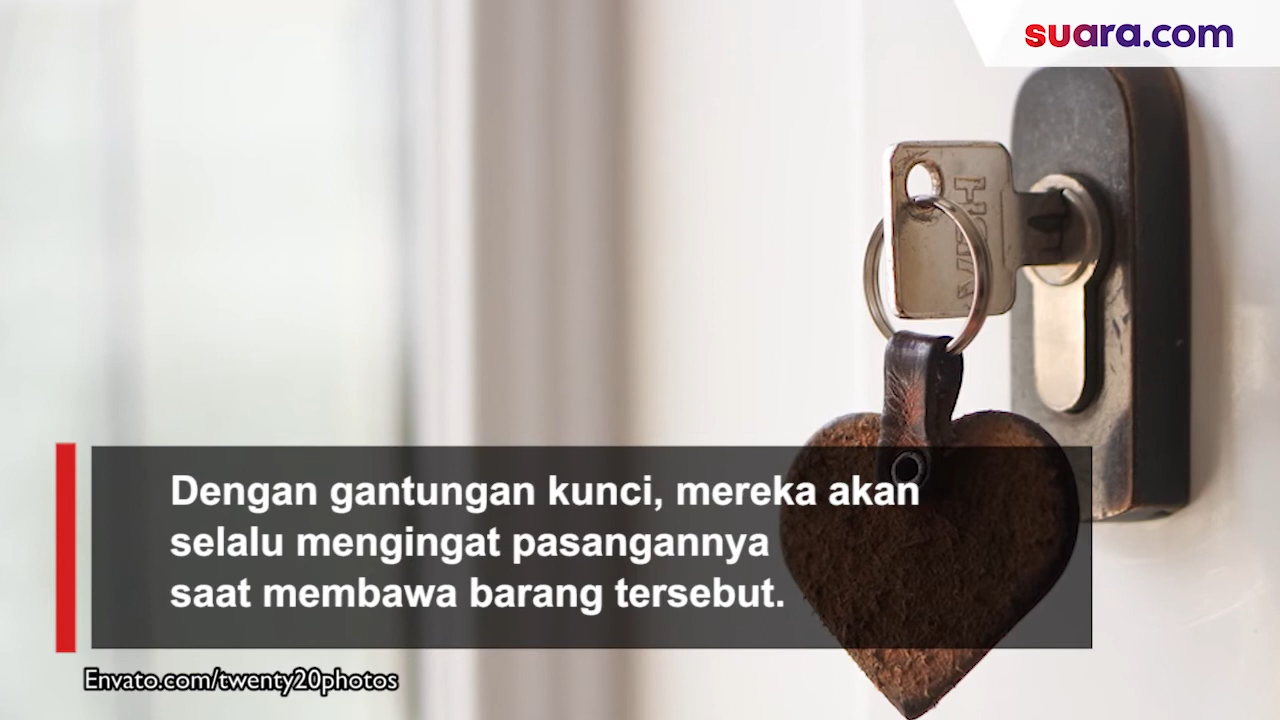 suara.com
Dengan gantungan kunci, mereka akan
selalu mengingat pasangannya
saat membawa barang tersebut.
Envato.com/twenty20photos